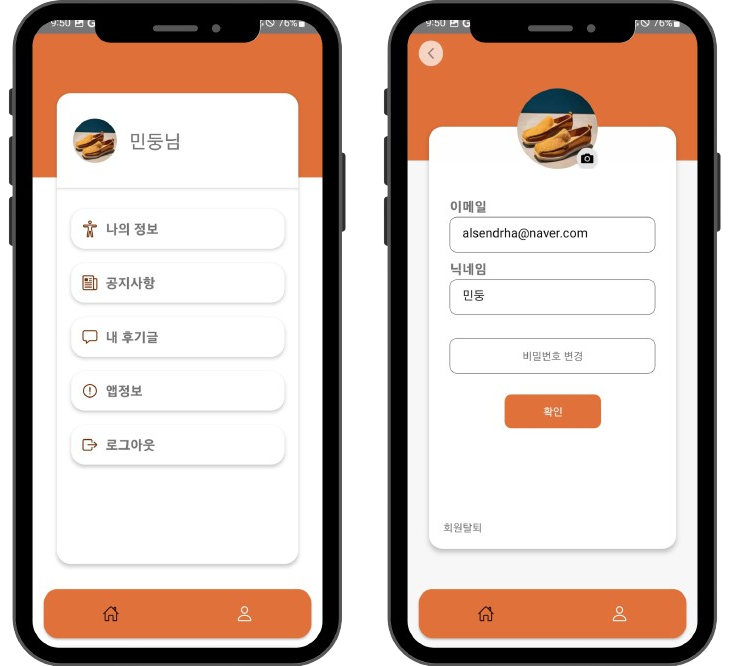 9:50
76%
민둥님
나의 정보
공지사항
내 후기글
앱정보
로그아웃
9:50
76%
이메일
alsendrha@naver.com
닉네임
민둥
비밀번호 변경
확인
회원탈퇴